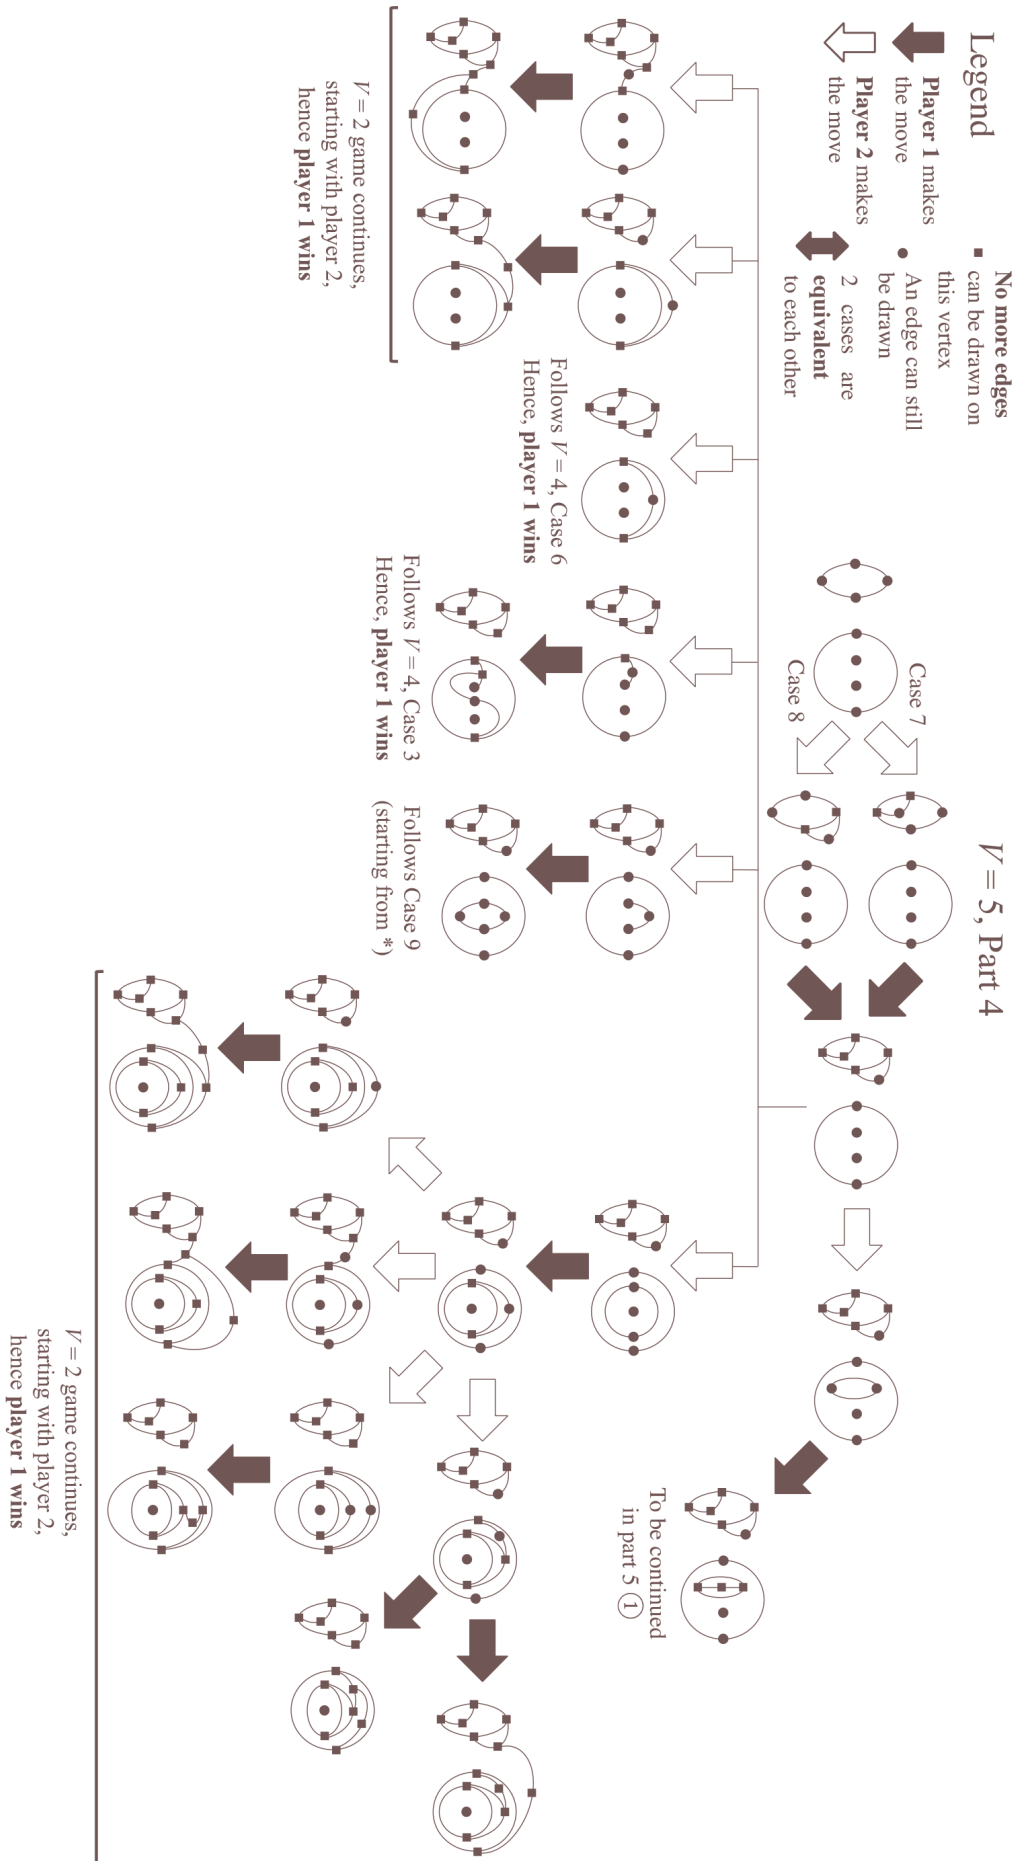 V = 5, Part 4
Legend
Player 1 makes
the move
Player 2 makes
the move
No more edges
can be drawn on
this vertex
An edge can still
be drawn
2 cases are
equivalent
to each other
Case 7
Case 8
V = 2 game continues,
starting with player 2,
hence player 1 wins
Follows V = 4, Case 6
Hence, player 1 wins
Follows V = 4, Case 3
Hence, player 1 wins
Follows Case 9
(starting from *)
To be continued
in part 5 ①
V = 2 game continues,
starting with player 2,
hence player 1 wins